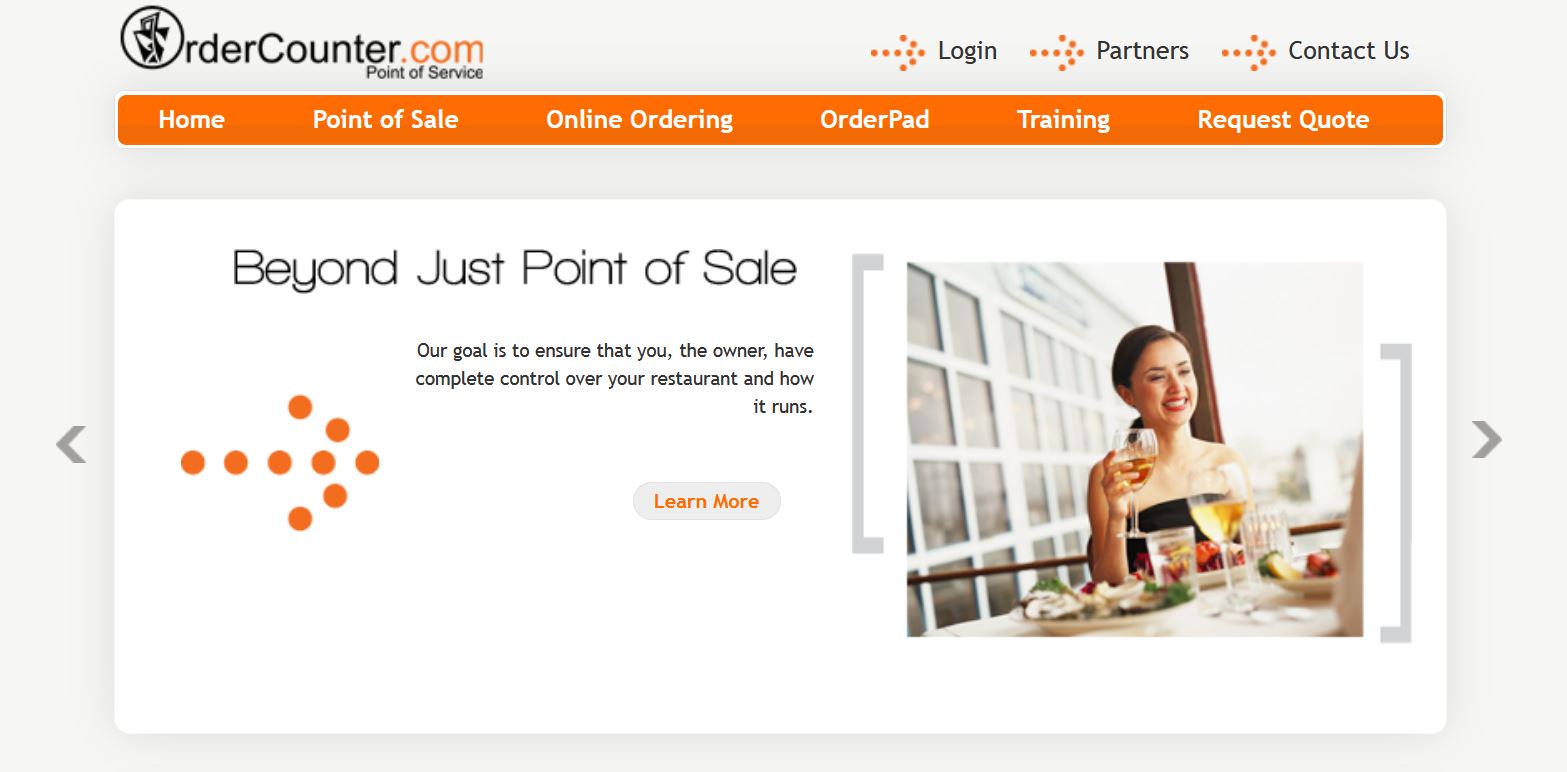 OrderCounter.com
Point of Service
Login Partners Contact Us
Home Point of Sale Online Ordering OrderPad Training Request Quote
Beyond Just Point of Sale
Our goal is to ensure that you, the owner, have
complete control over your restaurant and how
it runs.
Learn More